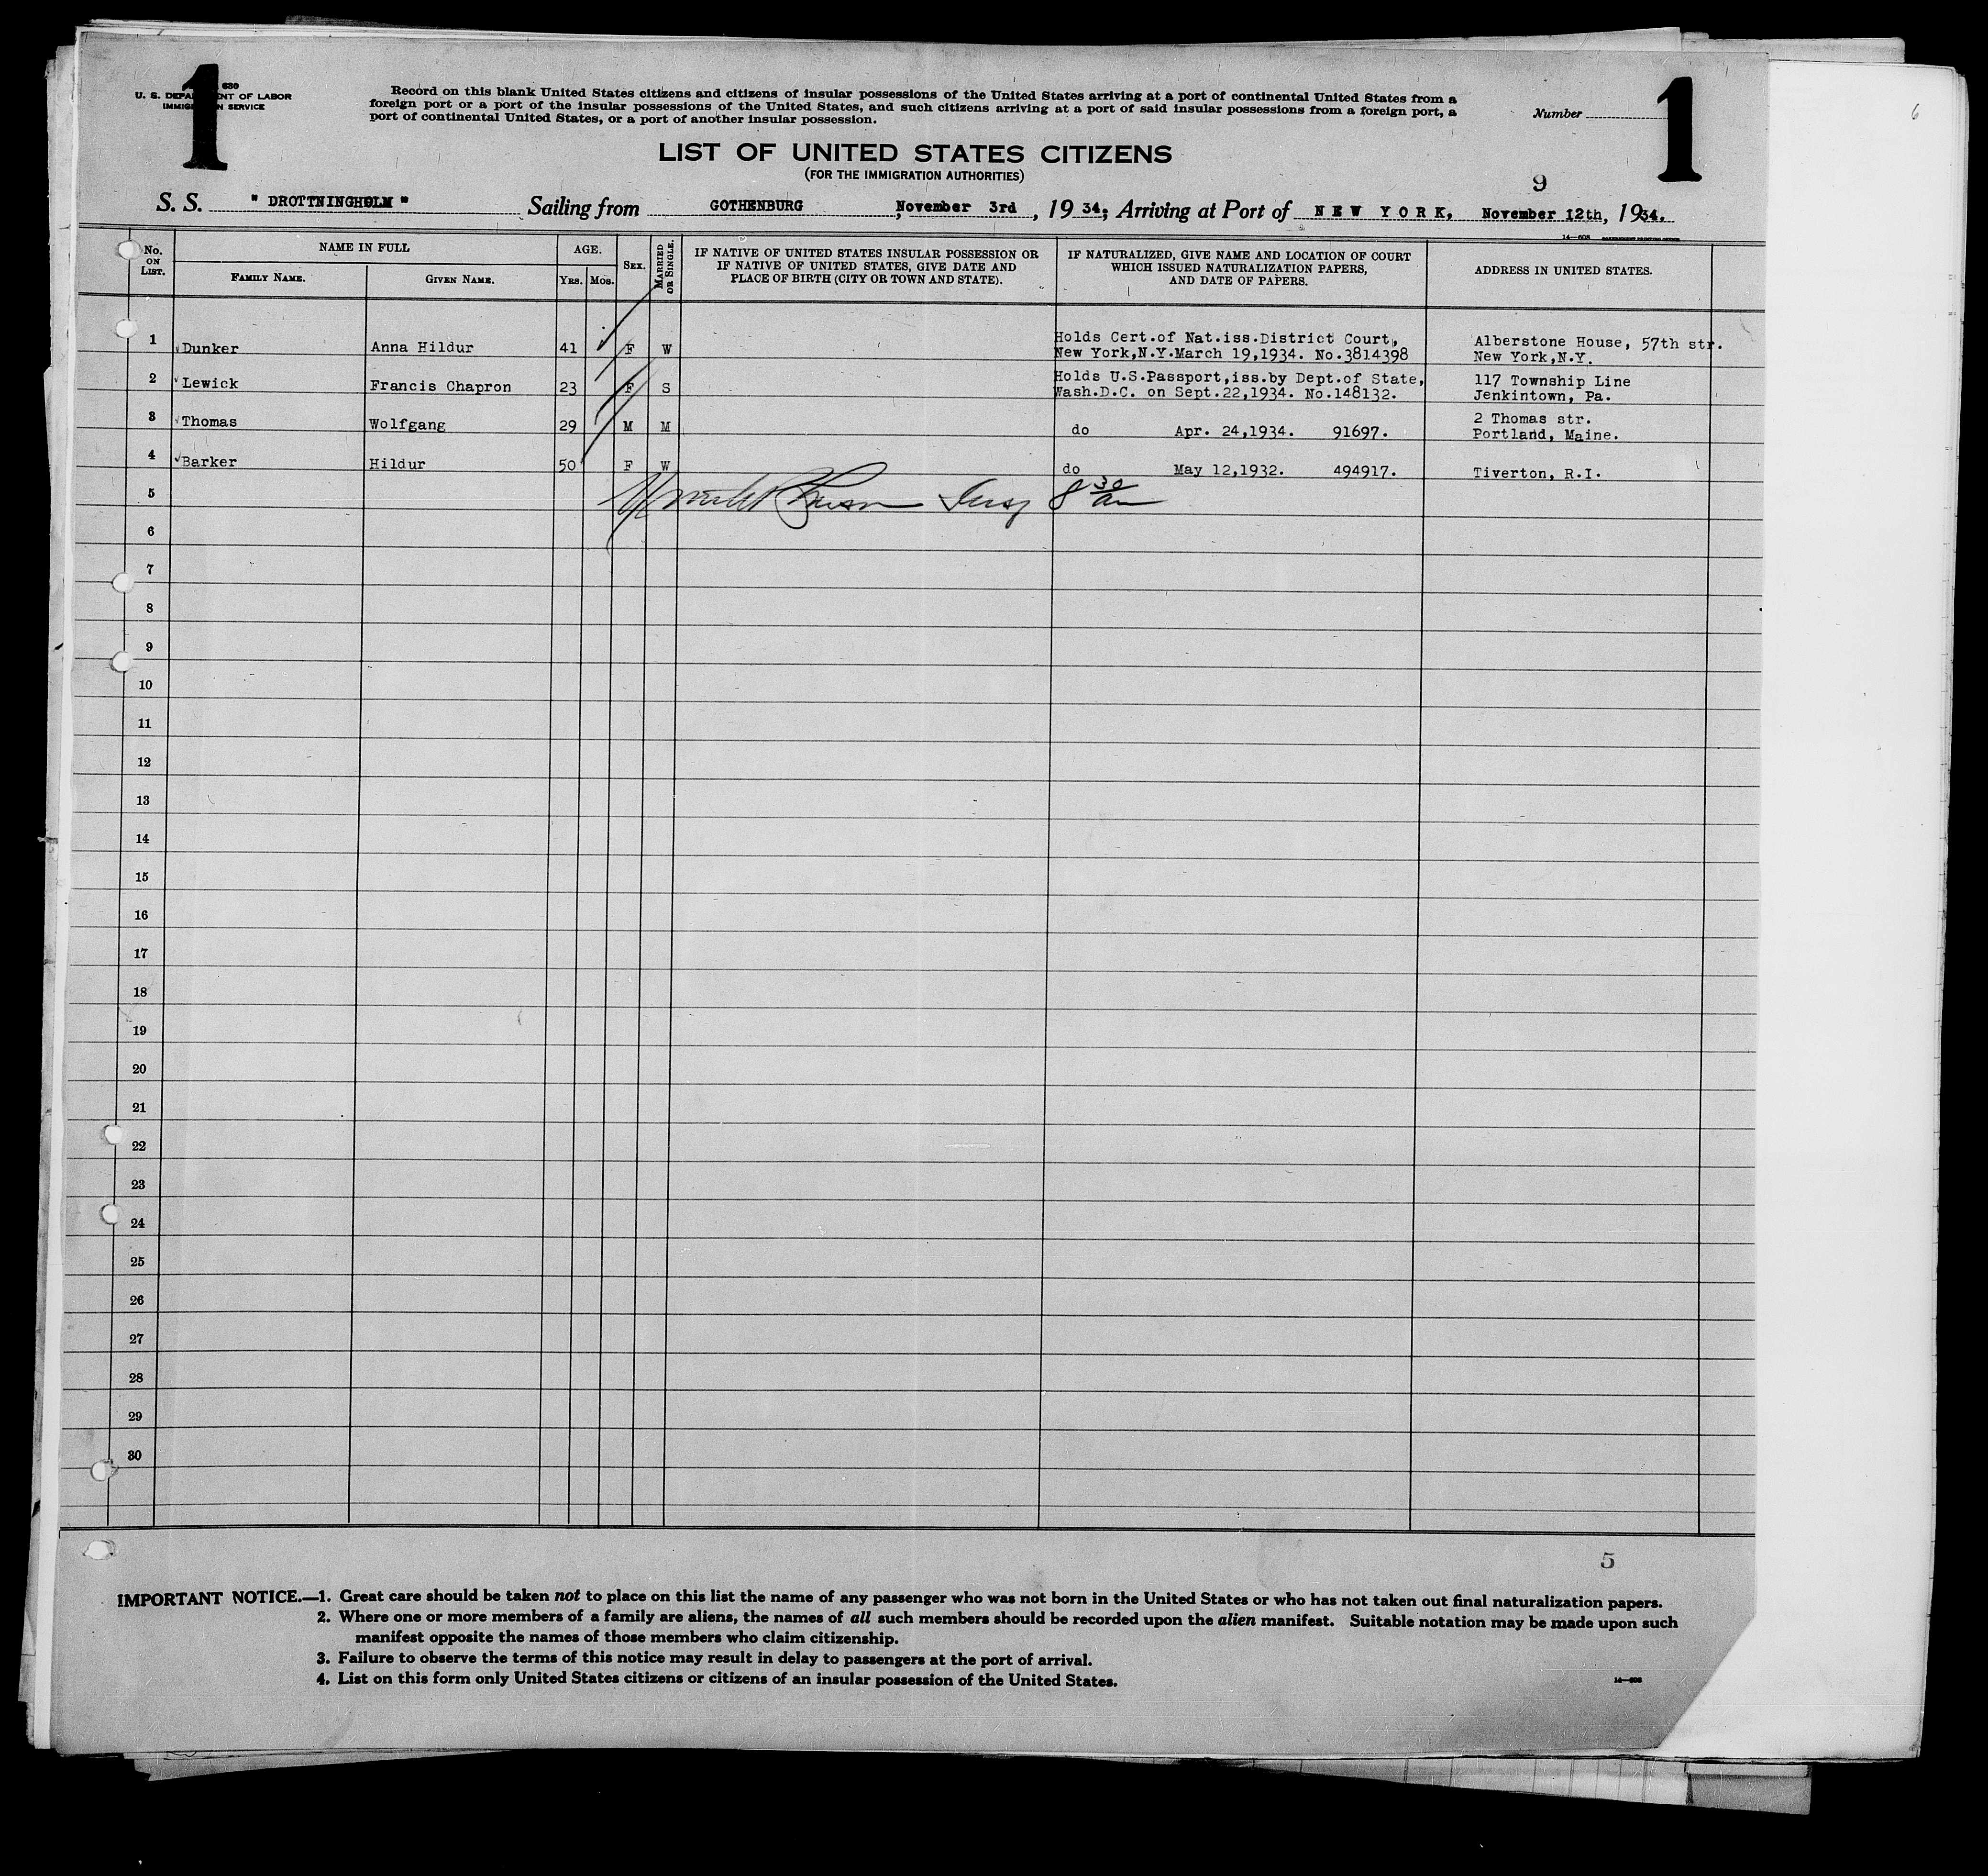 1
630
U. S. DEPA NT OF LABOR
IMMIG N SERVICE
Record on this blank United States citizens and citizens of insular possessions of the United States arriving at a port of continental United States from a
foreign port or a port of the insular possessions of the United States, and such citizens arriving at a port of said insular possessions from a foreign port, a
port of continental United States, or a port of another insular possession.
Number
1
6
LIST OF UNITED STATES CITIZENS
(FOR THE IMMIGRATION AUTHORITIES)
9
S. S. " DROTTNINGHOLM " Sailing from GOTHENBURG, November 3rd, 1934; Arriving at Port of NEW YORK, November 12th, 1934.
14—608
No. ON LIST.
NAME IN FULL
FAMILY NAME.
GIVEN NAME.
AGE.
YRS.
MOS.
SEX.
MARRIED OR SINGLE.
IF NATIVE OF UNITED STATES INSULAR POSSESSION OR
IF NATIVE OF UNITED STATES, GIVE DATE AND
PLACE OF BIRTH (CITY OR TOWN AND STATE).
IF NATURALIZED, GIVE NAME AND LOCATION OF COURT
WHICH ISSUED NATURALIZATION PAPERS,
AND DATE OF PAPERS.
ADDRESS IN UNITED STATES.
1 Dunker Anna Hildur 41 F W Holds Cert.of Nat.iss.District Court, Alberstone House, 57th str.
New York,N.Y.March 19,1934. No.3814398 New York,N.Y.
2 Lewick Francis Chapron 23 F S Holds U.S.Passport,iss.by Dept.of State, 117 Township Line
Wash.D.C. on Sept.22,1934. No.148132. Jenkintown, Pa.
3 Thomas Wolfgang 29 M M do Apr. 24,1934. 91697. 2 Thomas str.
Portland, Maine.
4 Barker Hildur 50 F W do May 12,1932. 494917. Tiverton, R.I.
5 8 30 am
6
7
8
9
10
11
12
13
14
15
16
17
18
19
20
21
22
23
24
25
26
27
28
29
30
5
IMPORTANT NOTICE.—1. Great care should be taken not to place on this list the name of any passenger who was not born in the United States or who has not taken out final naturalization papers.
2. Where one or more members of a family are aliens, the names of all such members should be recorded upon the alien manifest. Suitable notation may be made upon such
manifest opposite the names of those members who claim citizenship.
3. Failure to observe the terms of this notice may result in delay to passengers at the port of arrival.
4. List on this form only United States citizens or citizens of an insular possession of the United States.
14—608